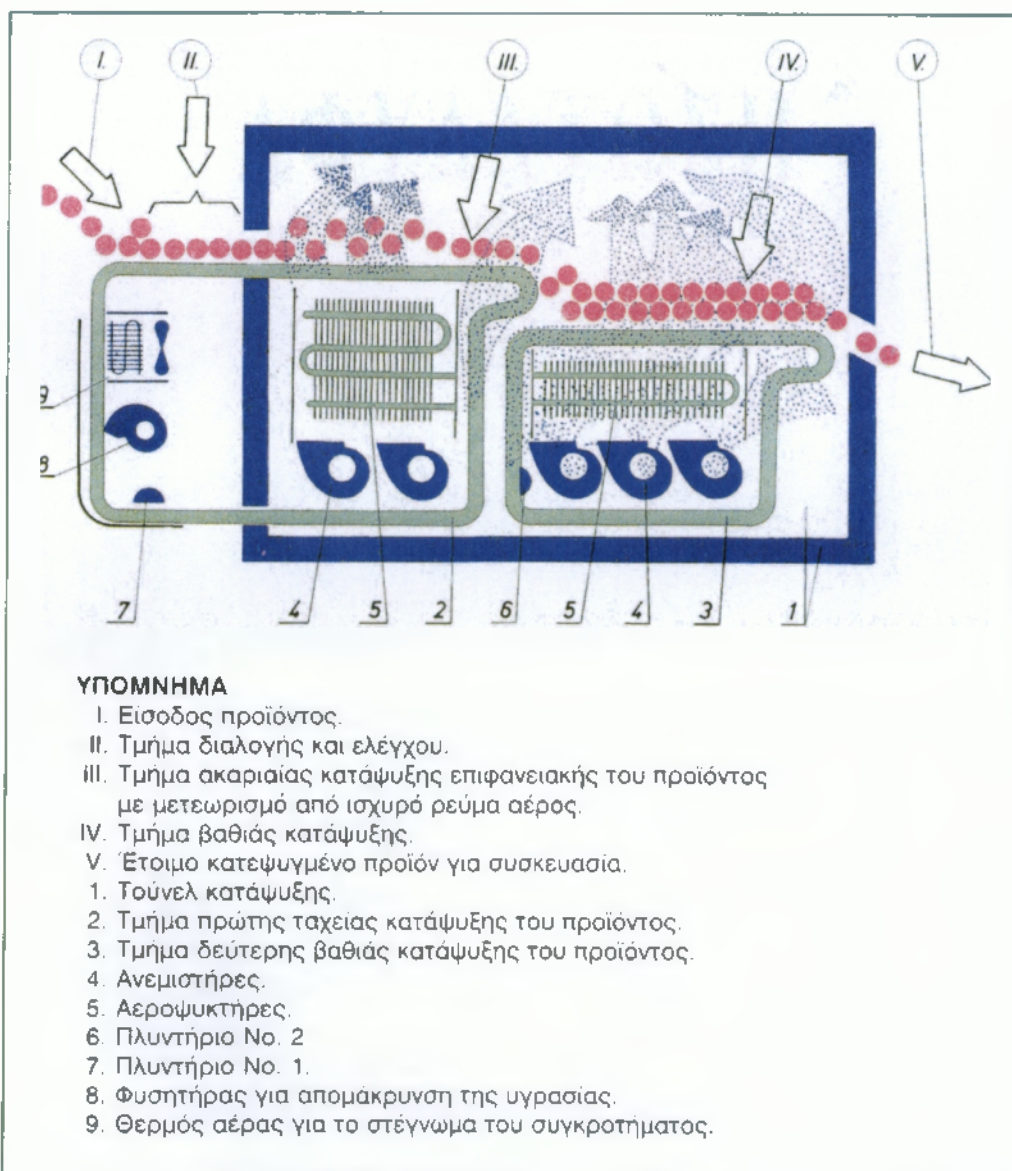 I. II. III. IV. V.
9
8
7 4 5 2 6 5 4 3 1
ΥΠΟΜΝΗΜΑ
I. Είσοδος προϊόντος.
II. Τμήμα διαλογής και ελέγχου.
III. Τμήμα ακαριαίας κατάψυξης επιφανειακής του προϊόντος
με μετεωρισμό από ισχυρό ρεύμα αέρος.
IV. Τμήμα βαθιάς κατάψυξης.
V. Έτοιμο κατεψυγμένο προϊόν για συσκευασία.
1. Τούνελ κατάψυξης.
2. Τμήμα πρώτης ταχείας κατάψυξης του προϊόντος.
3. Τμήμα δεύτερης βαθιάς κατάψυξης του προϊόντος.
4. Ανεμιστήρες.
5. Αεροψυκτήρες.
6. Πλυντήριο Νο. 2
7. Πλυντήριο Νο. 1.
8. Φυσητήρας για απομάκρυνση της υγρασίας.
9. Θερμός αέρας για το στέγνωμα του συγκροτήματος.